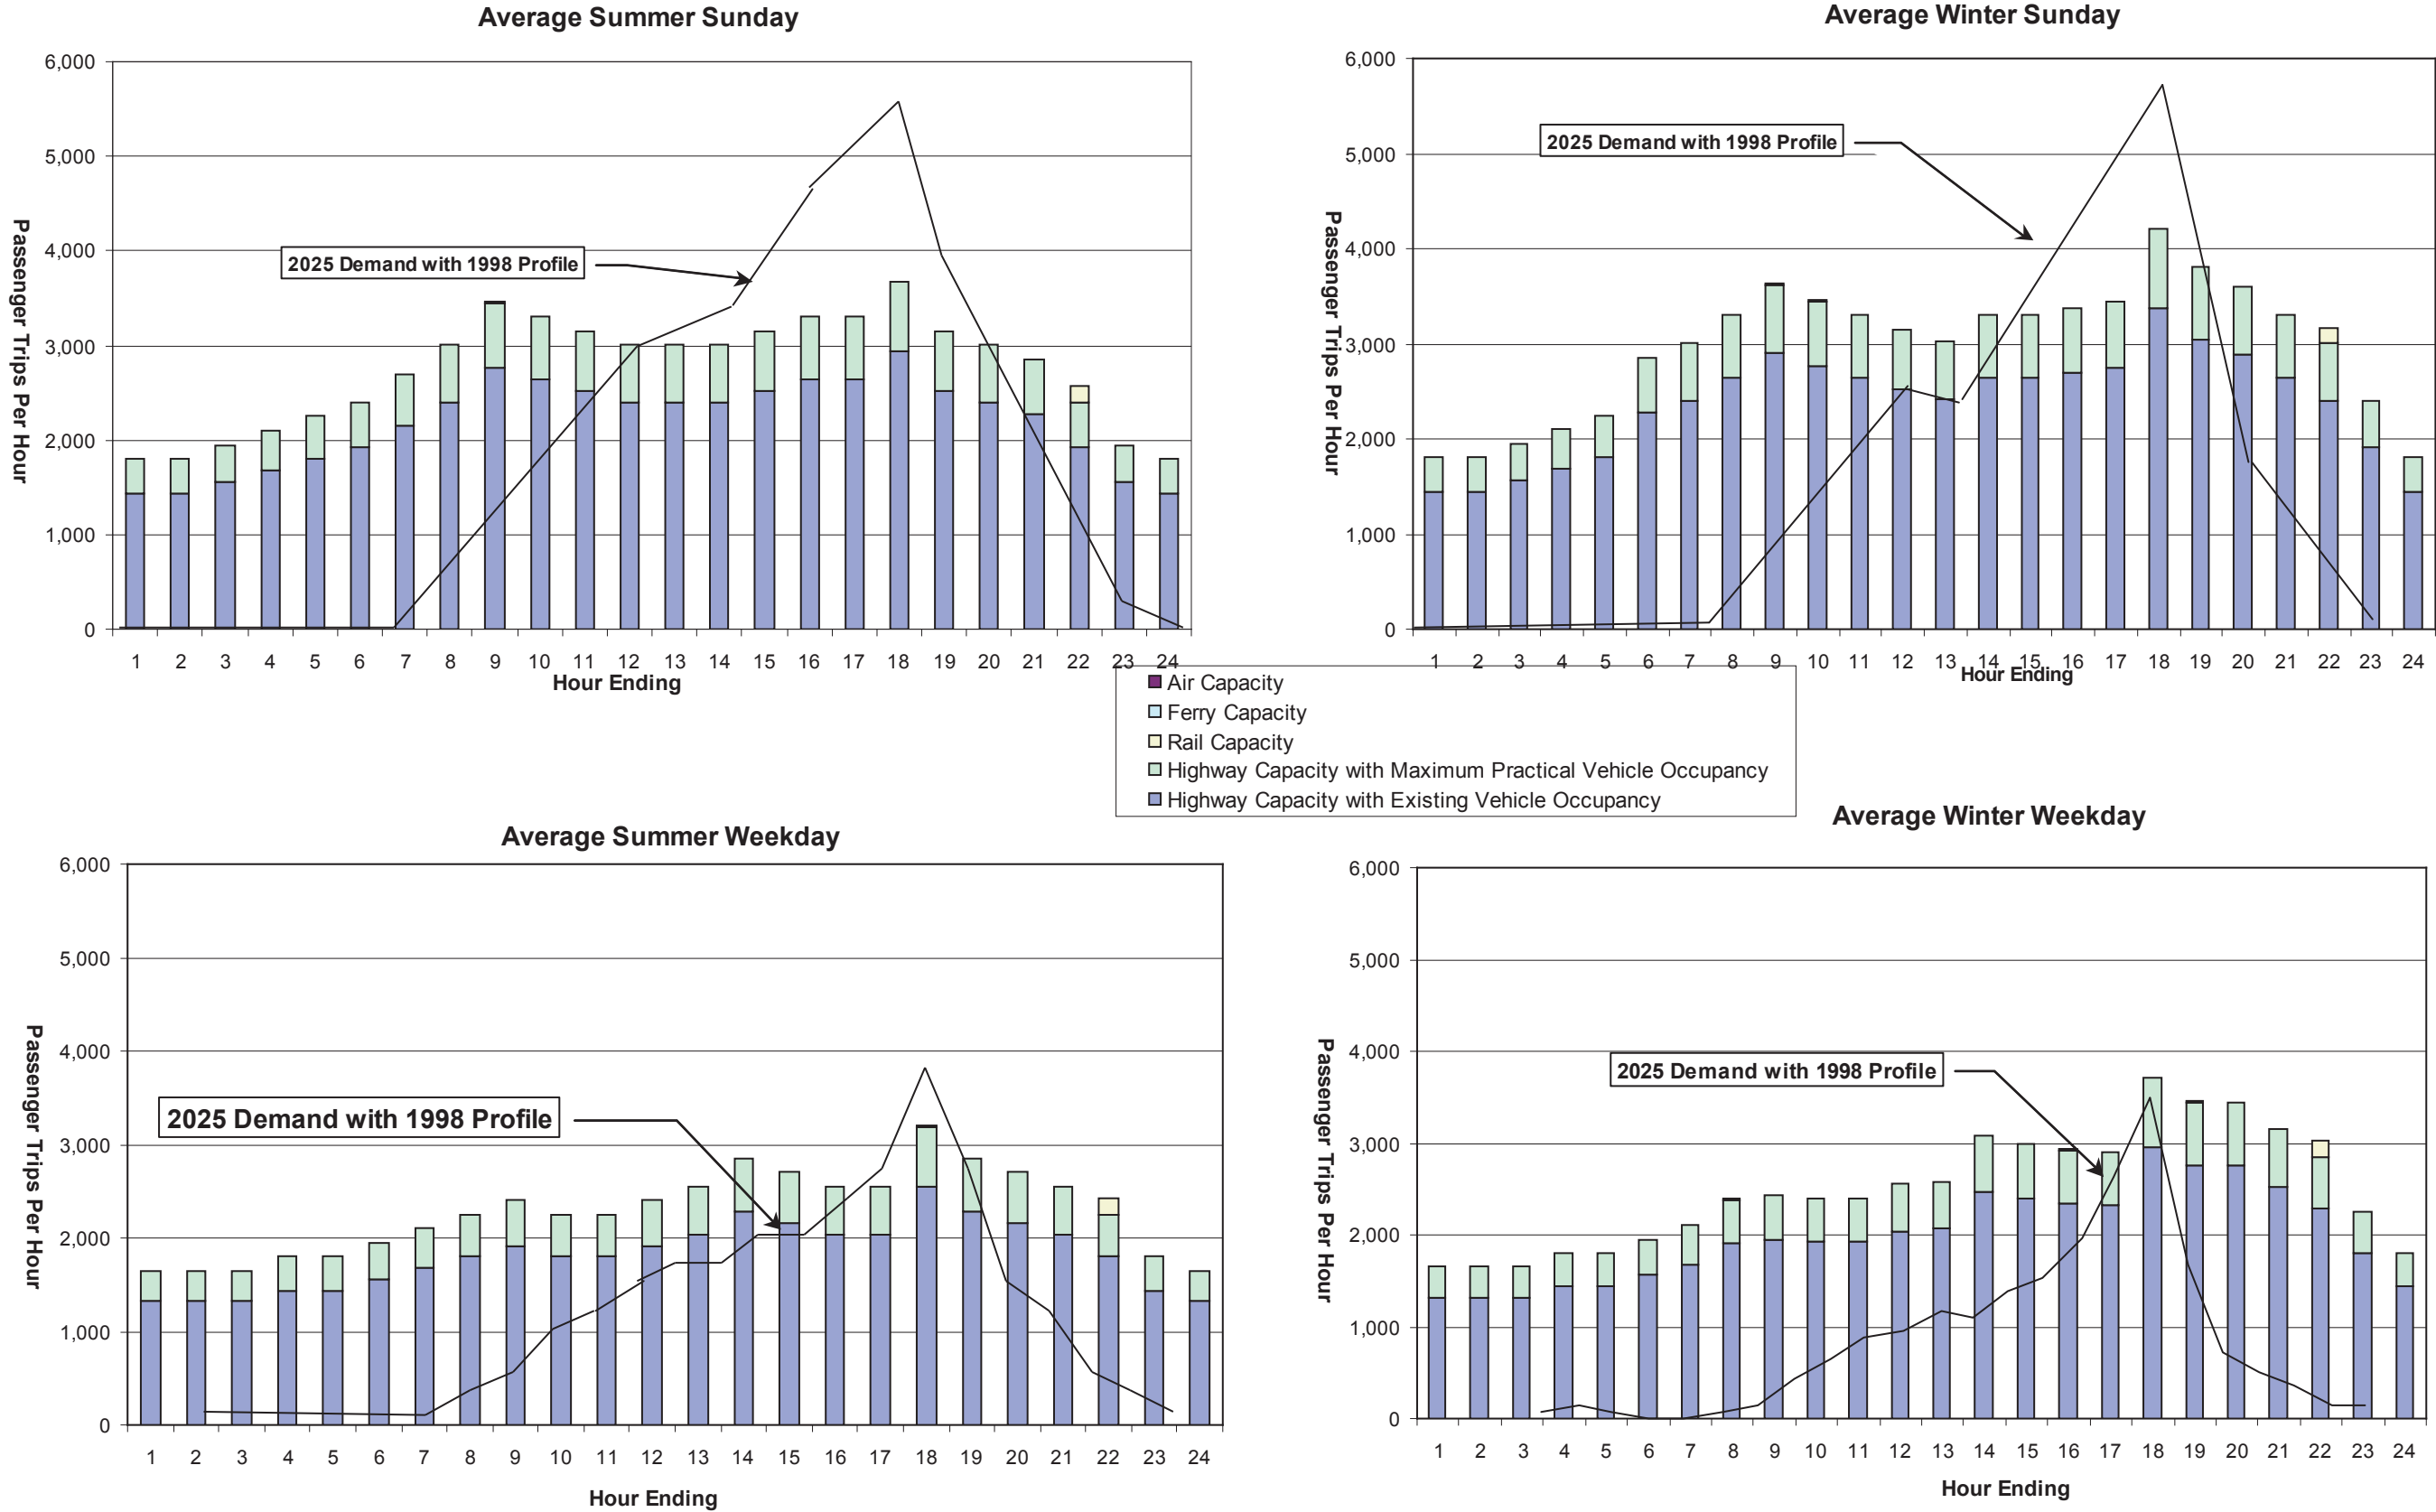 Average Summer Sunday
6,000
5,000
4,000
3,000
2,000
1,000
0
Passenger Trips Per Hour
2025 Demand with 1998 Profile
1 2 3 4 5 6 7 8 9 10 11 12 13 14 15 16 17 18 19 20 21 22 23 24
Hour Ending
Average Winter Sunday
6,000
5,000
4,000
3,000
2,000
1,000
0
Passenger Trips Per Hour
2025 Demand with 1998 Profile
1 2 3 4 5 6 7 8 9 10 11 12 13 14 15 16 17 18 19 20 21 22 23 24
Hour Ending
Air Capacity
Ferry Capacity
Rail Capacity
Highway Capacity with Maximum Practical Vehicle Occupancy
Highway Capacity with Existing Vehicle Occupancy
Average Summer Weekday
6,000
5,000
4,000
3,000
2,000
1,000
0
Passenger Trips Per Hour
2025 Demand with 1998 Profile
1 2 3 4 5 6 7 8 9 10 11 12 13 14 15 16 17 18 19 20 21 22 23 24
Hour Ending
Average Winter Weekday
6,000
5,000
4,000
3,000
2,000
1,000
0
Passenger Trips Per Hour
2025 Demand with 1998 Profile
1 2 3 4 5 6 7 8 9 10 11 12 13 14 15 16 17 18 19 20 21 22 23 24
Hour Ending